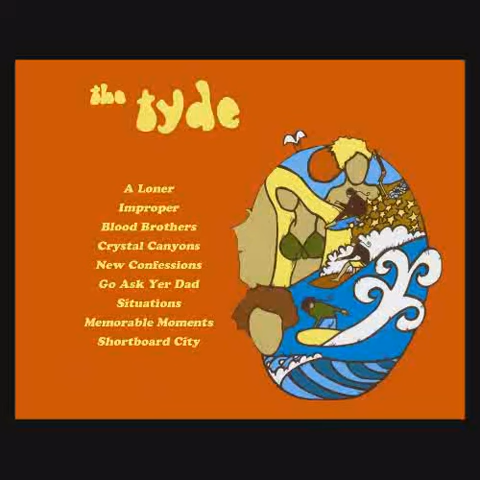 the tyde
A Loner
Improper
Blood Brothers
Crystal Canyons
New Confessions
Go Ask Yer Dad
Situations
Memorable Moments
Shortboard City